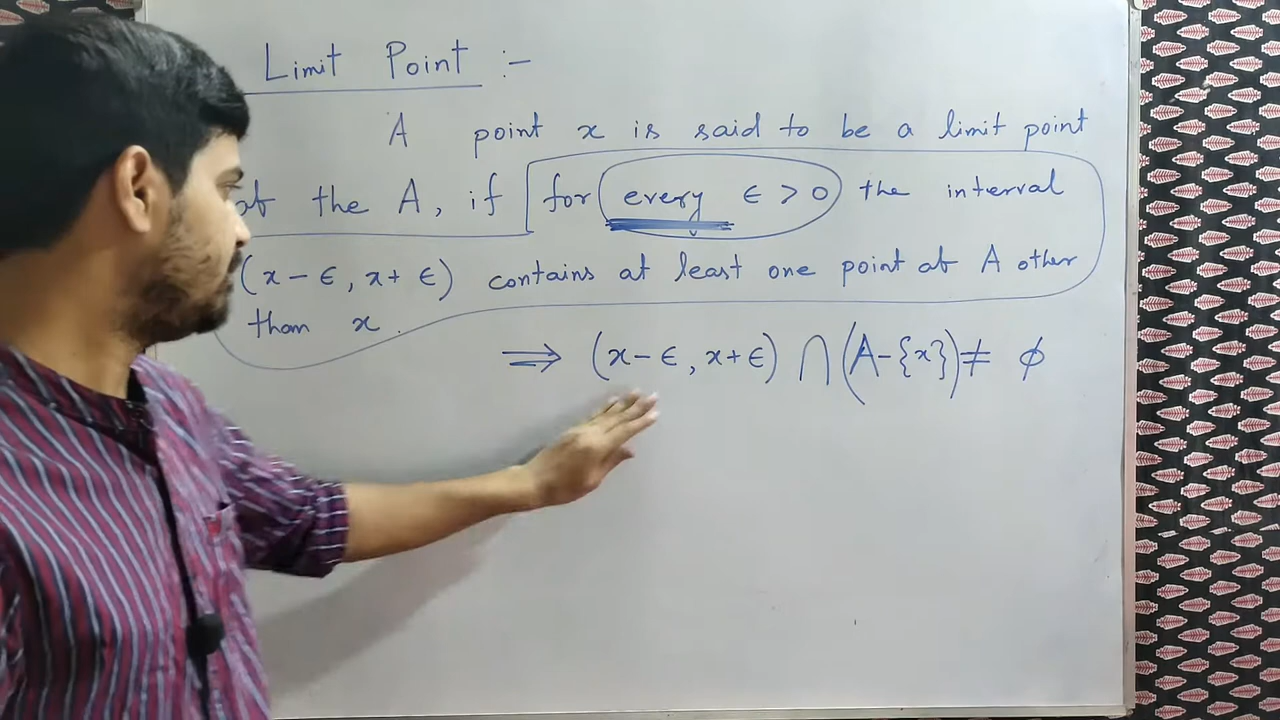 Limit Point :-
A point x is said to be a limit point
of the A, if for every ϵ > 0 the interval
(x - ϵ, x + ϵ) contains at least one point of A other
than x.
⇒ (x - ϵ, x + ϵ) ⋂ (A - {x}) ≠ ϕ